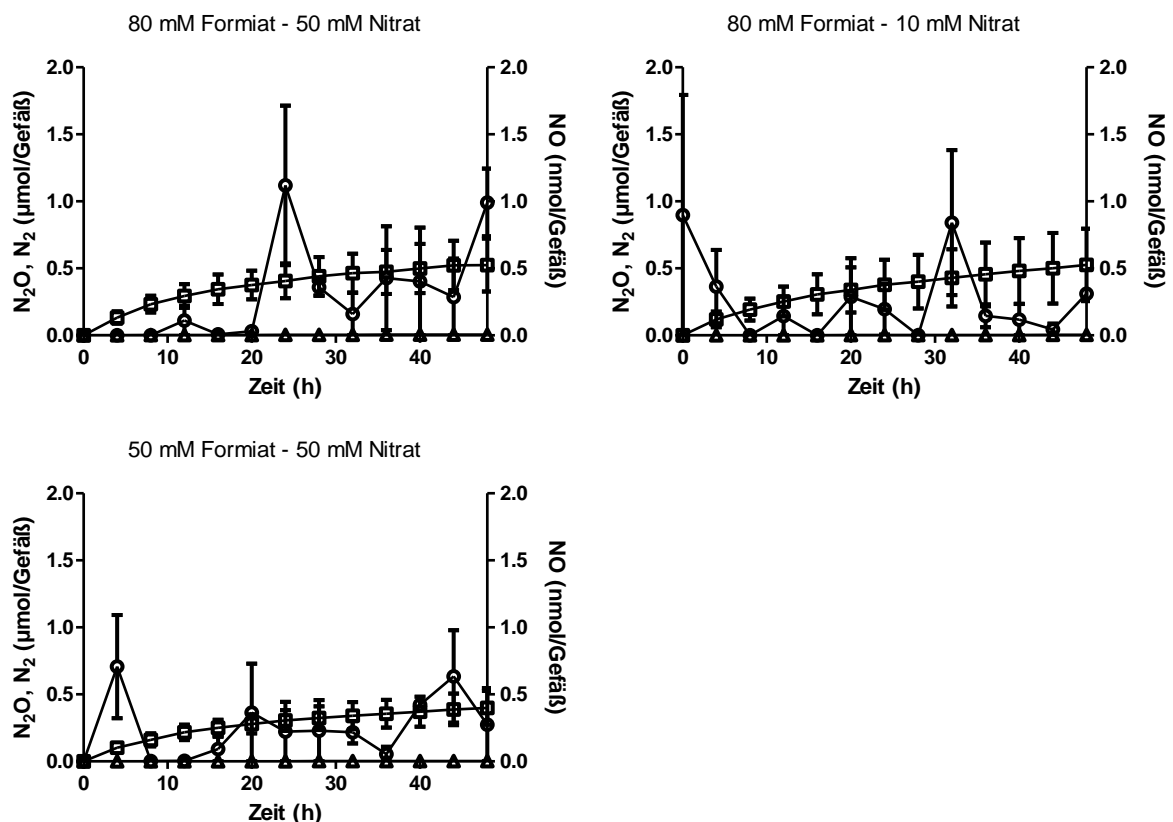 80 mM Formiat - 50 mM Nitrat
2.0
1.5
1.0
0.5
0.0
N₂O, N₂ (µmol/Gefäß)
2.0
1.5
1.0
0.5
0.0
NO (nmol/Gefäß)
0 10 20 30 40
Zeit (h)
80 mM Formiat - 10 mM Nitrat
2.0
1.5
1.0
0.5
0.0
N₂O, N₂ (µmol/Gefäß)
2.0
1.5
1.0
0.5
0.0
NO (nmol/Gefäß)
0 10 20 30 40
Zeit (h)
50 mM Formiat - 50 mM Nitrat
2.0
1.5
1.0
0.5
0.0
N₂O, N₂ (µmol/Gefäß)
2.0
1.5
1.0
0.5
0.0
NO (nmol/Gefäß)
0 10 20 30 40
Zeit (h)